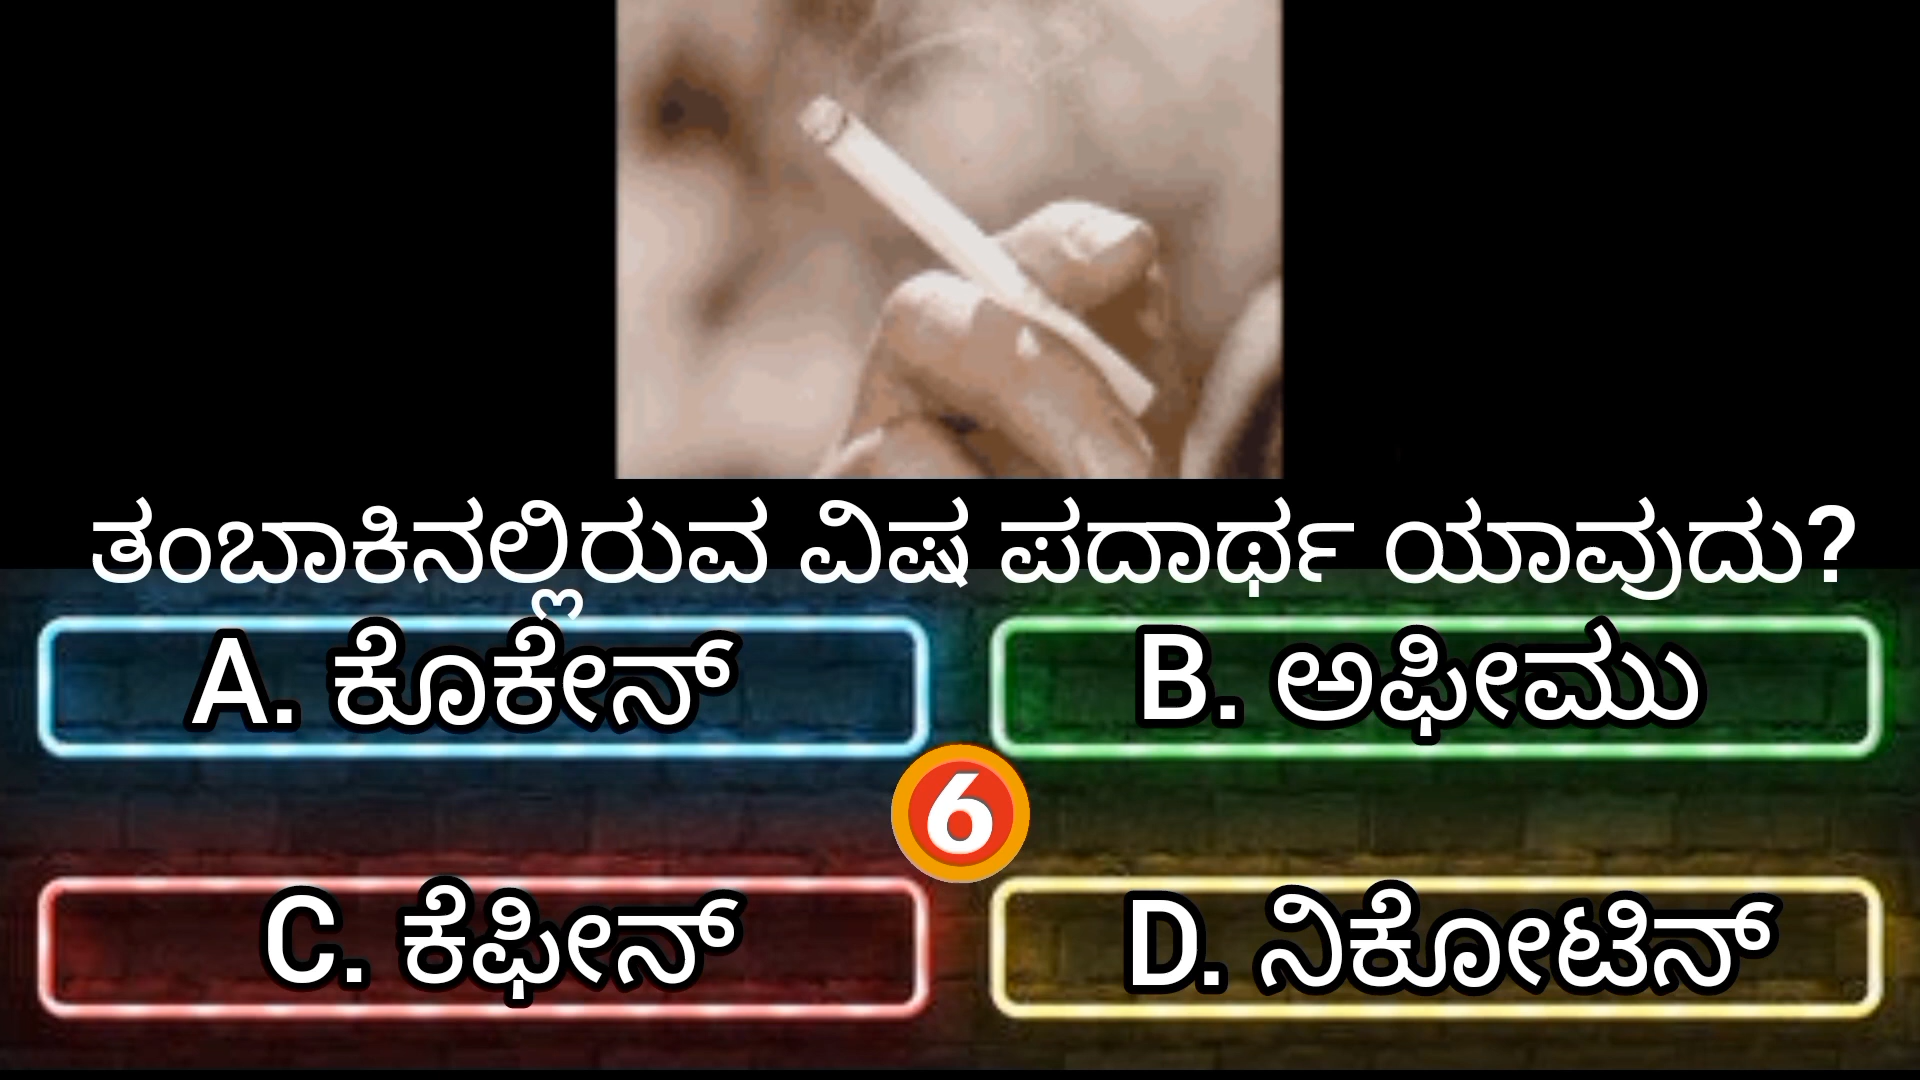 ತಂಬಾಕಿನಲ್ಲಿರುವ ವಿಷ ಪದಾರ್ಥ ಯಾವುದು?
A. ಕೊಕೇನ್
B. ಅಫೀಮು
6
C. ಕೆಫೀನ್
D. ನಿಕೋಟಿನ್